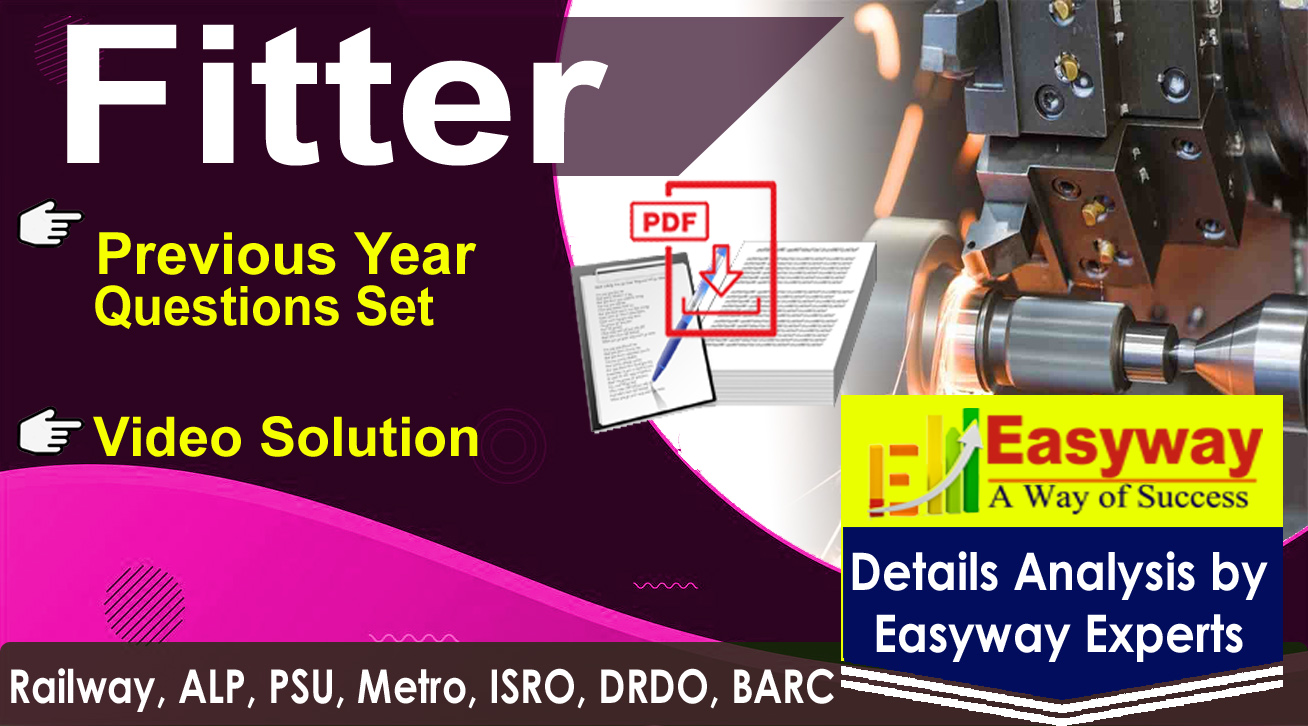 Fitter
Previous Year
Questions Set
Video Solution
PDF
Easyway
A Way of Success
Details Analysis by
Easyway Experts
Railway, ALP, PSU, Metro, ISRO, DRDO, BARC